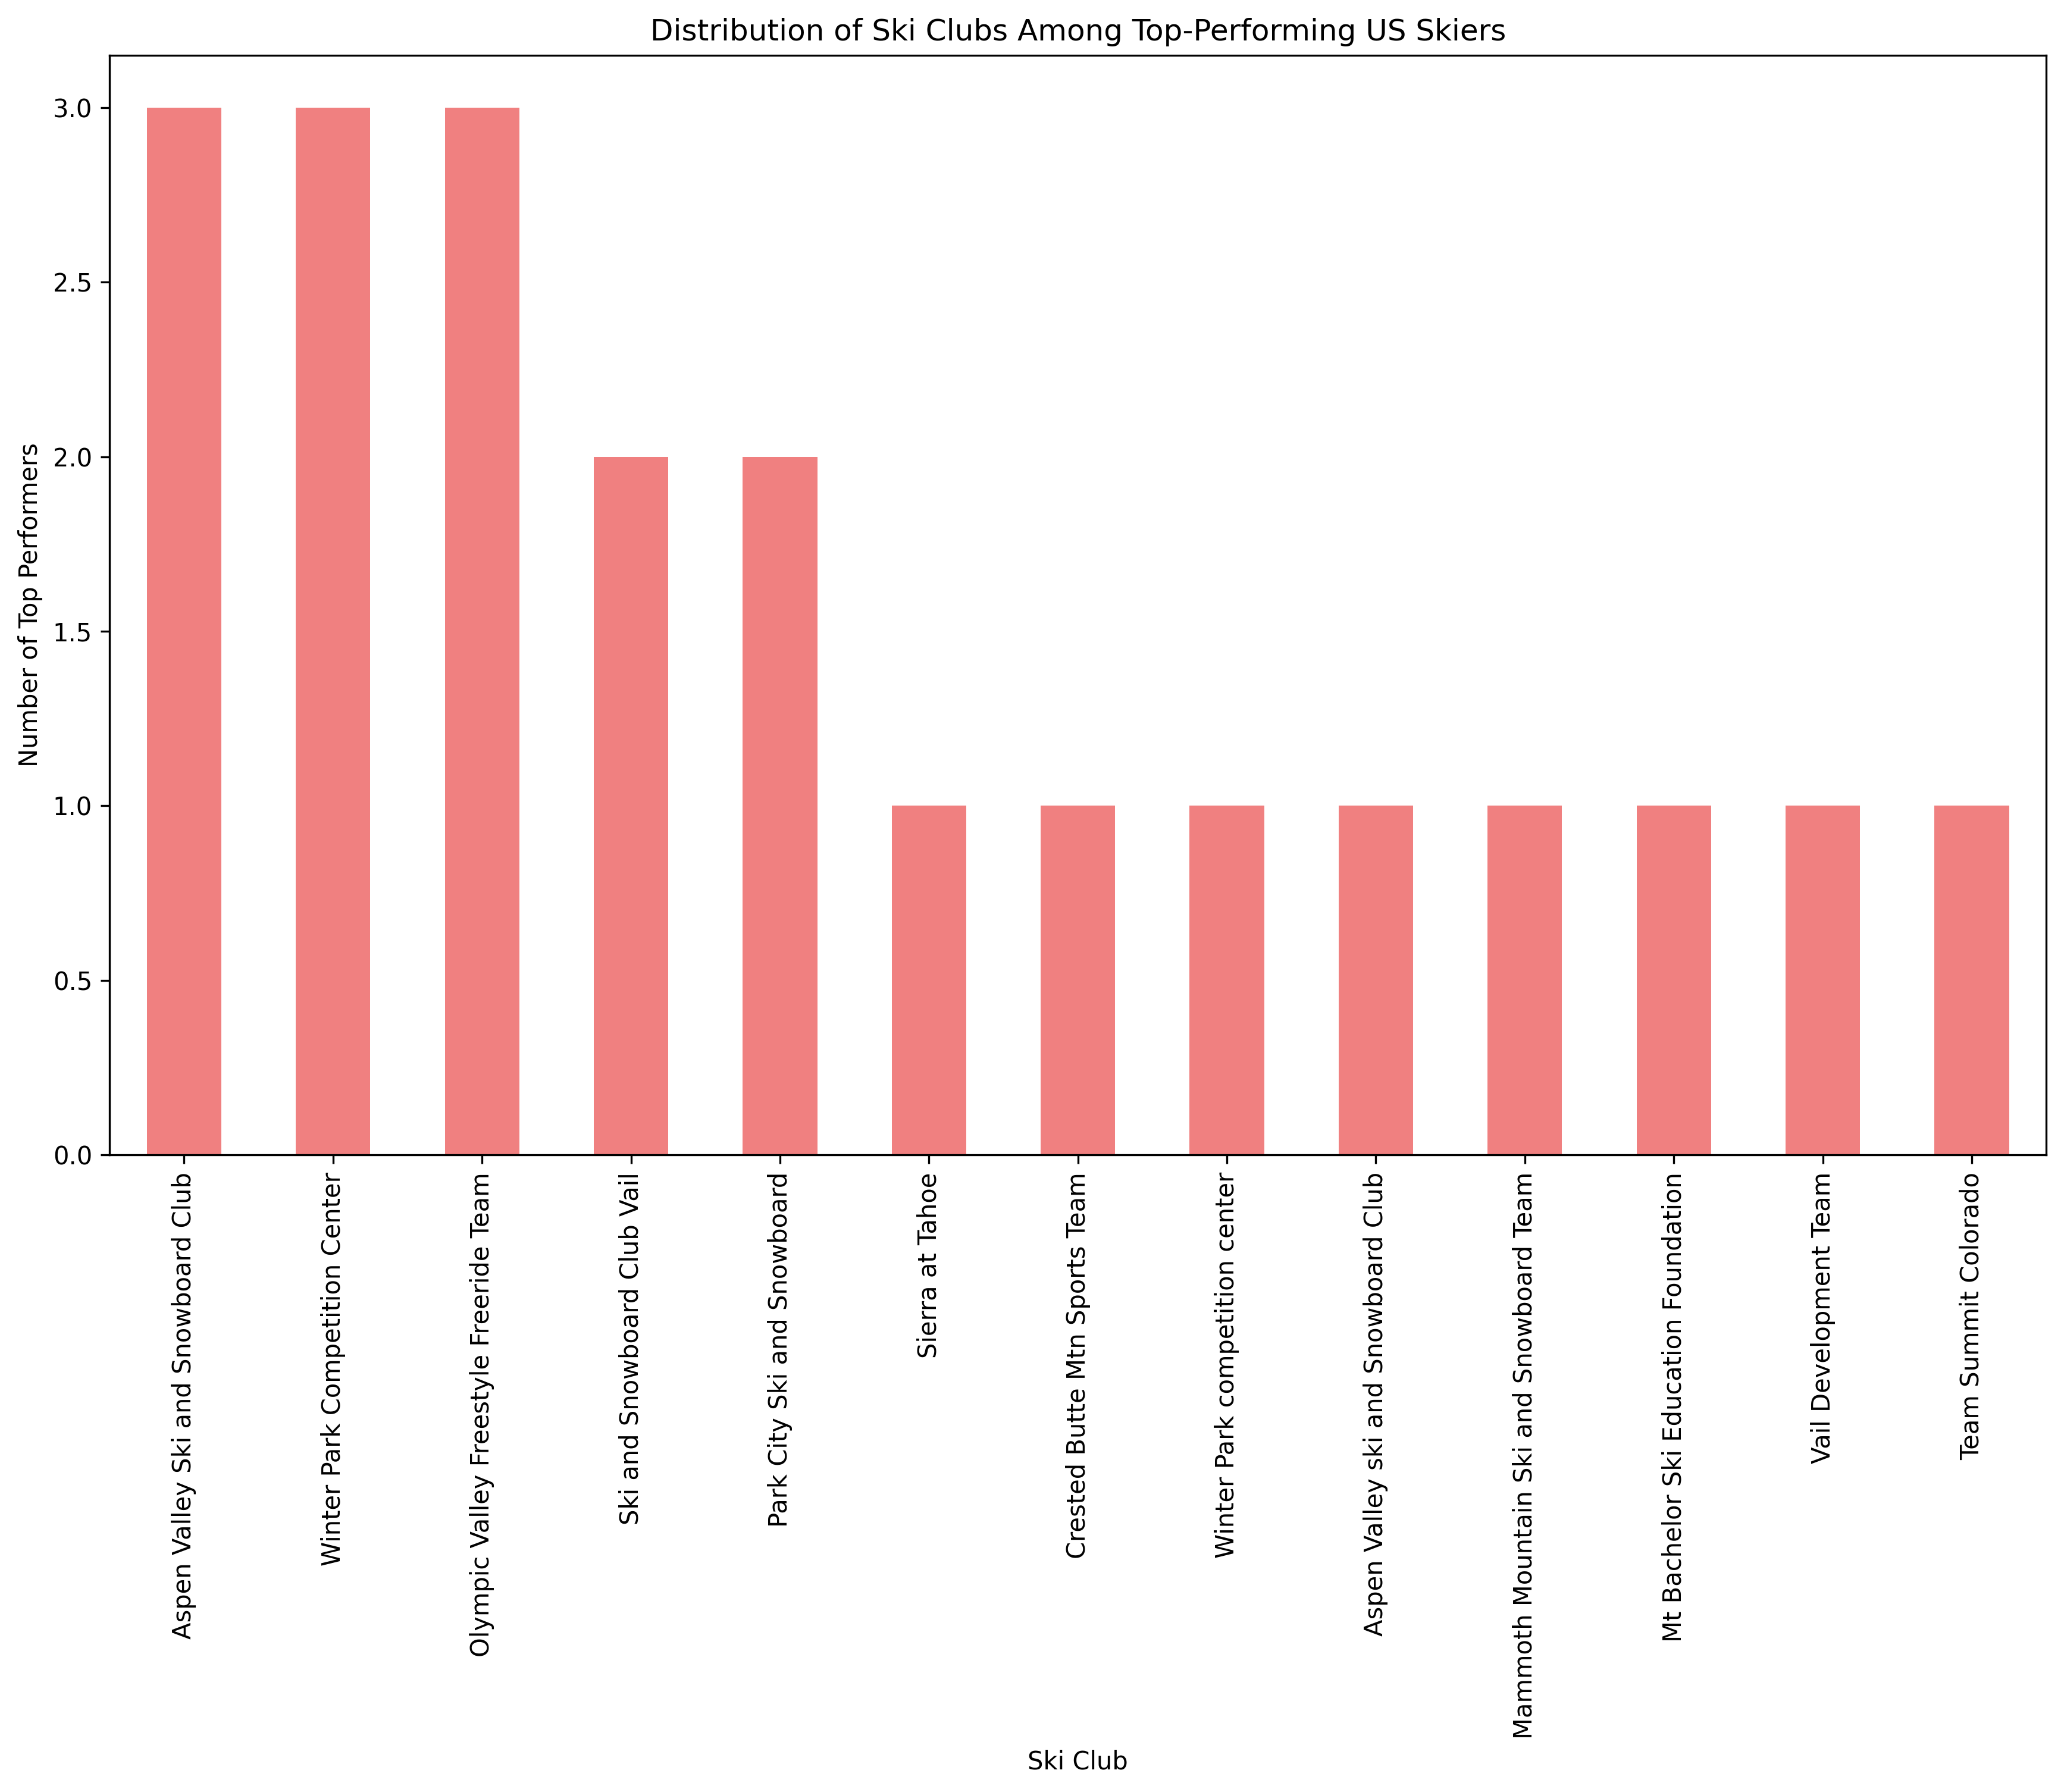 Distribution of Ski Clubs Among Top-Performing US Skiers
Number of Top Performers
3.0
2.5
2.0
1.5
1.0
0.5
0.0
Aspen Valley Ski and Snowboard Club
Winter Park Competition Center
Olympic Valley Freestyle Freeride Team
Ski and Snowboard Club Vail
Park City Ski and Snowboard
Sierra at Tahoe
Crested Butte Mtn Sports Team
Winter Park competition center
Aspen Valley ski and Snowboard Club
Mammoth Mountain Ski and Snowboard Team
Mt Bachelor Ski Education Foundation
Vail Development Team
Team Summit Colorado
Ski Club